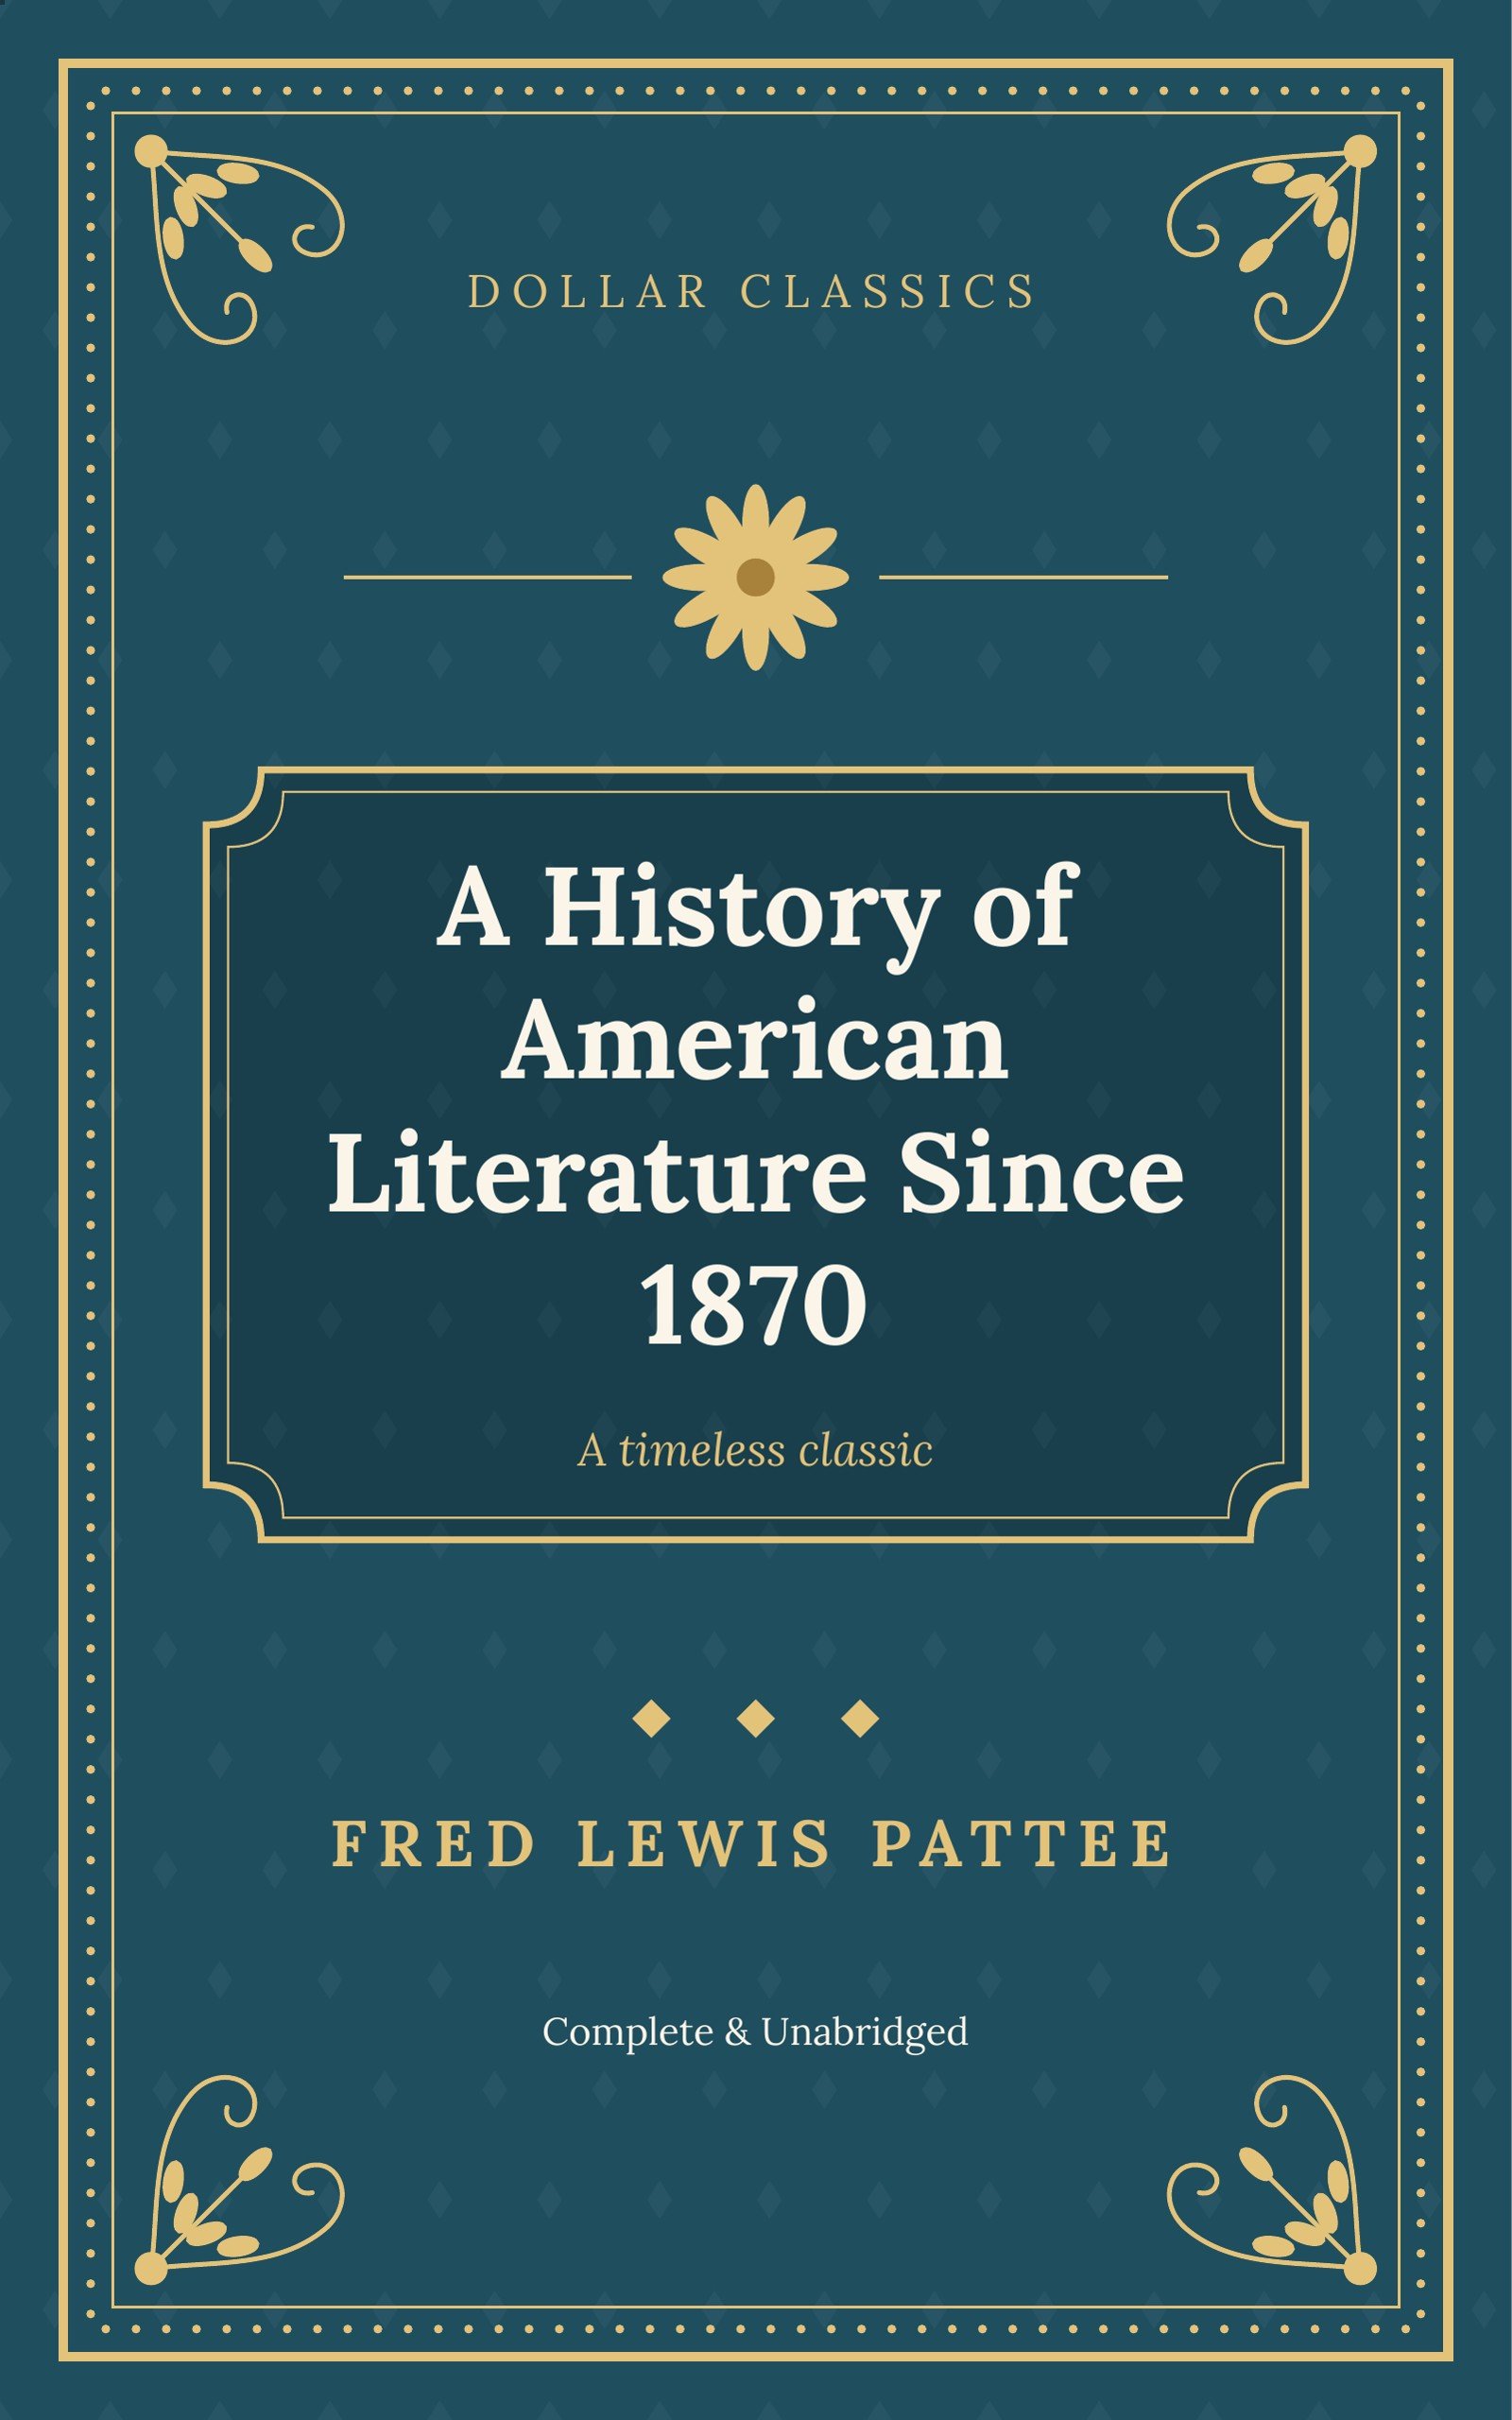 DOLLAR CLASSICS
A History of
American
Literature Since
1870
A timeless classic
FRED LEWIS PATTEE
Complete & Unabridged